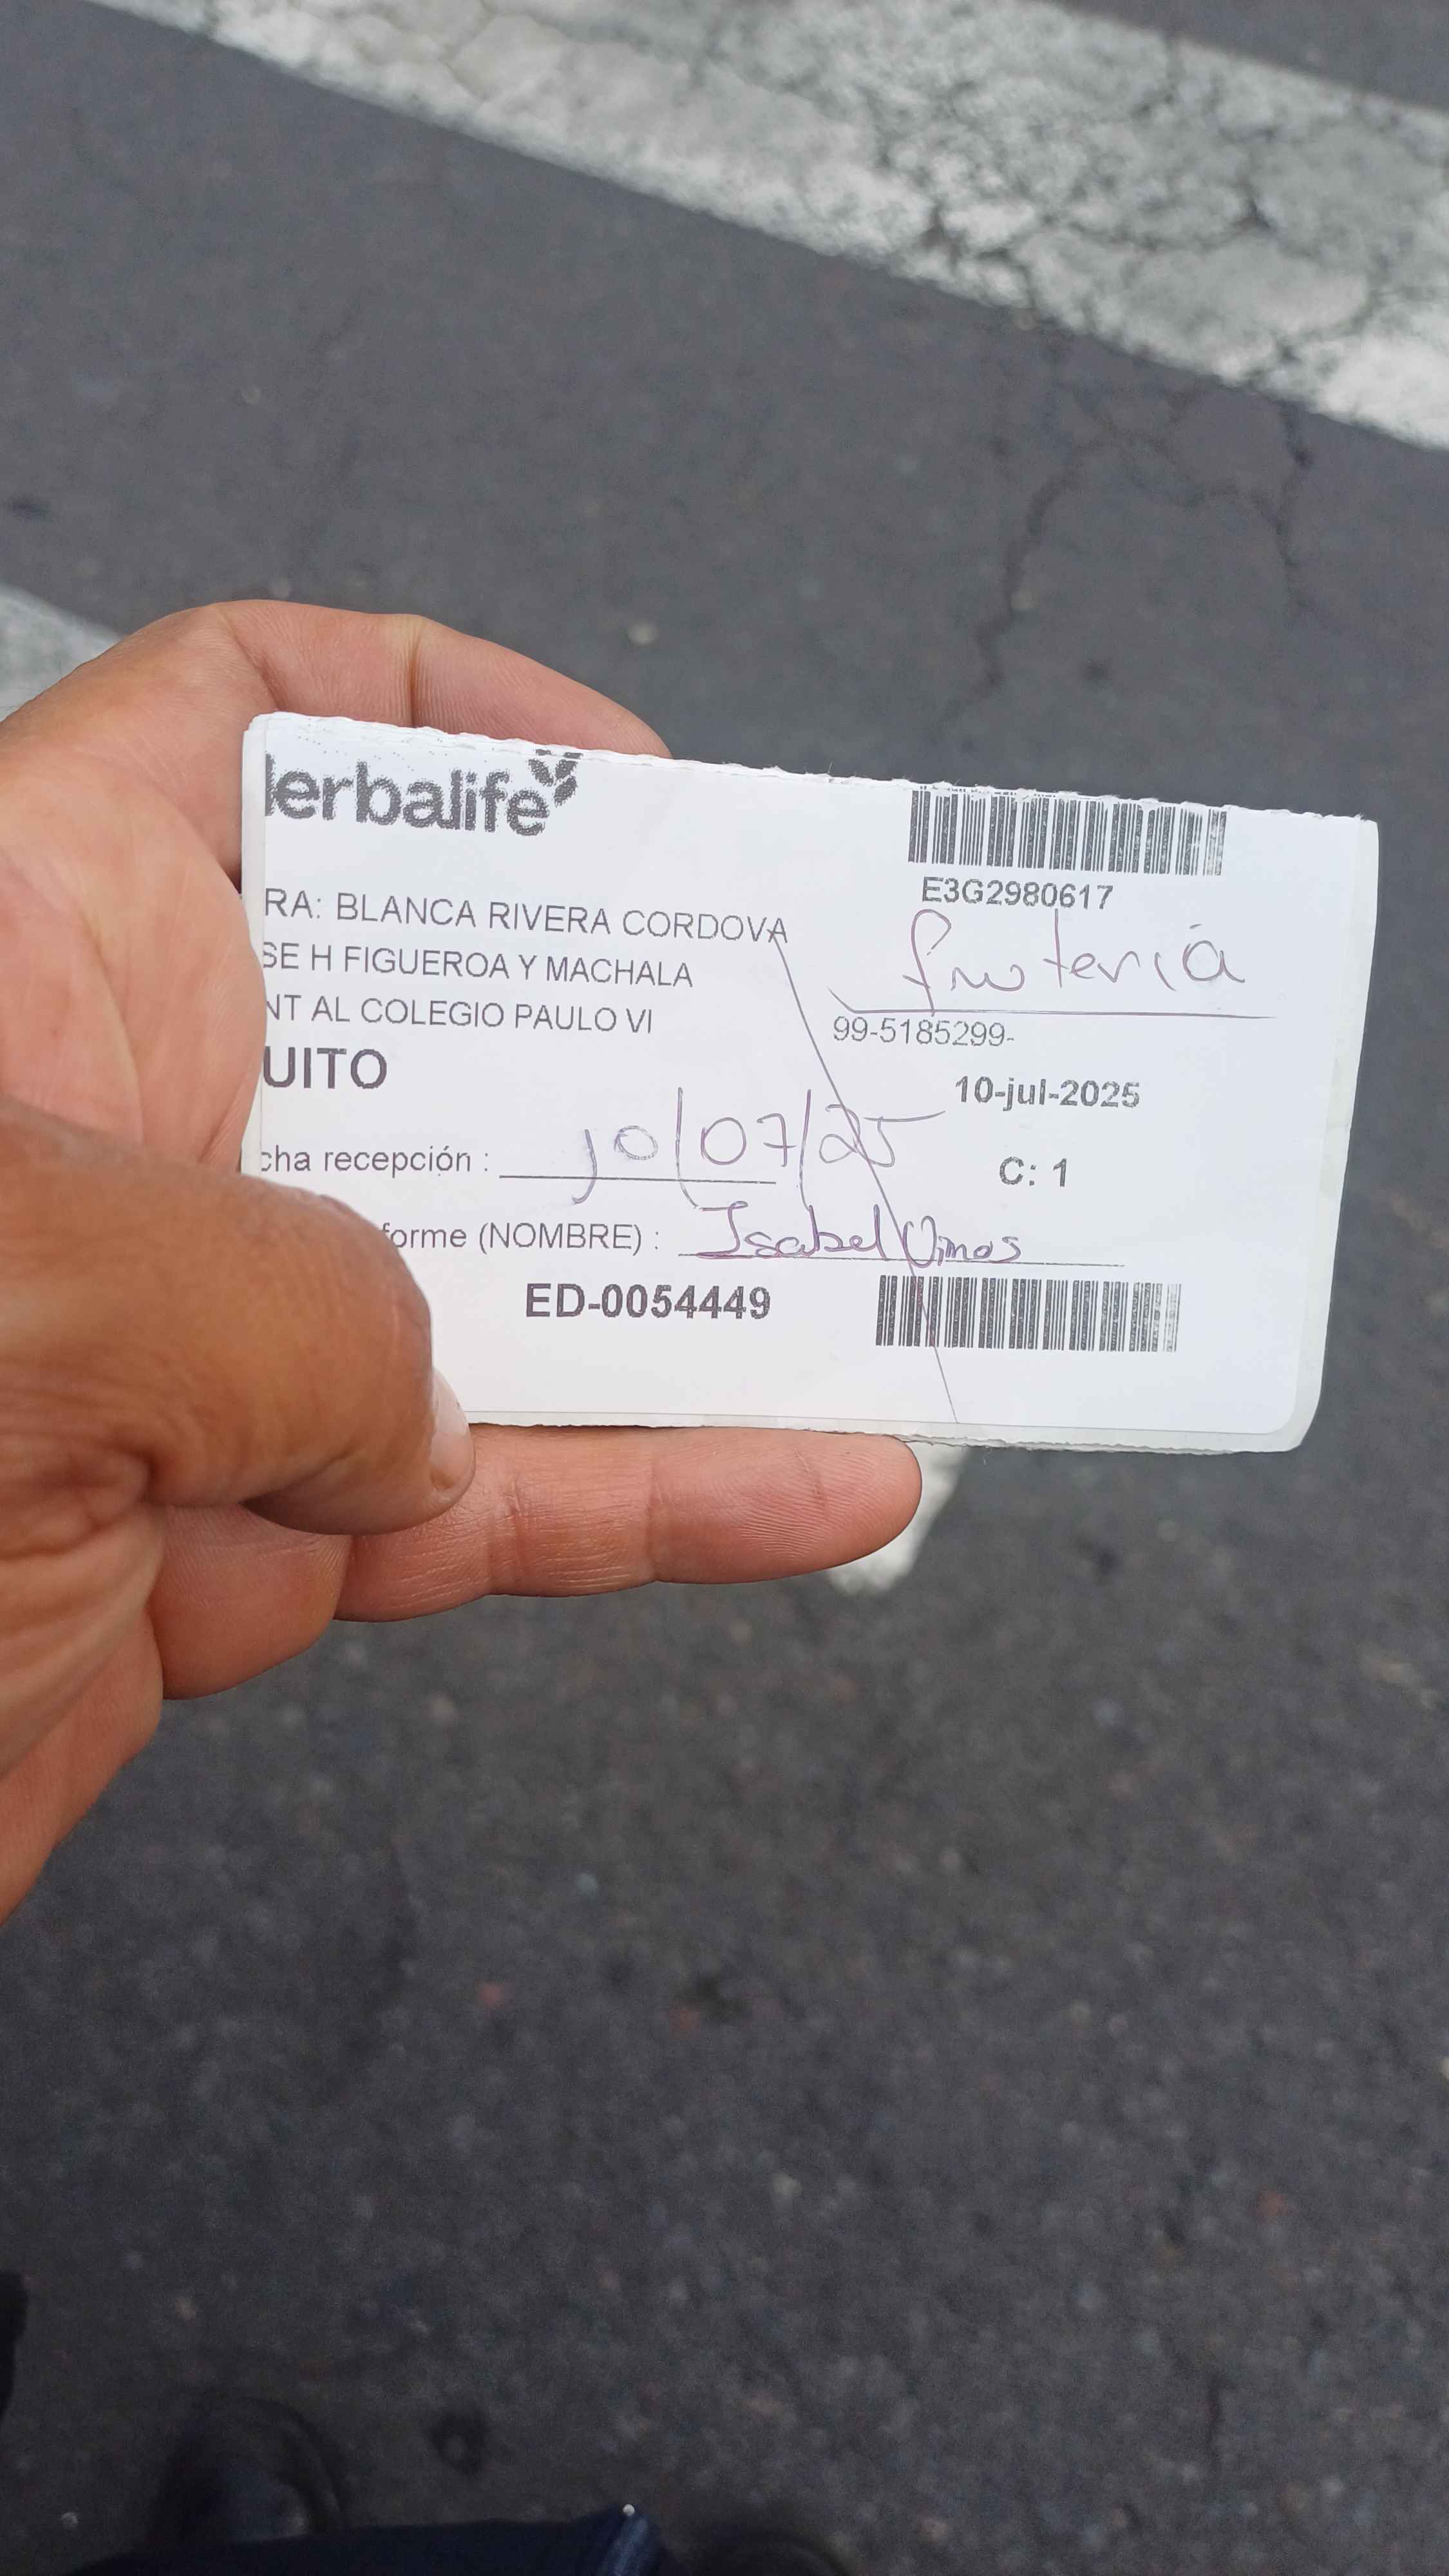 lerbalife
E3G2980617
RA: BLANCA RIVERA CORDOVA
frutería
SE H FIGUEROA Y MACHALA
NT AL COLEGIO PAULO VI
99-5185299-
UITO
10-jul-2025
cha recepción : 10/07/25
C: 1
forme (NOMBRE) : Isabel Vimos
ED-0054449